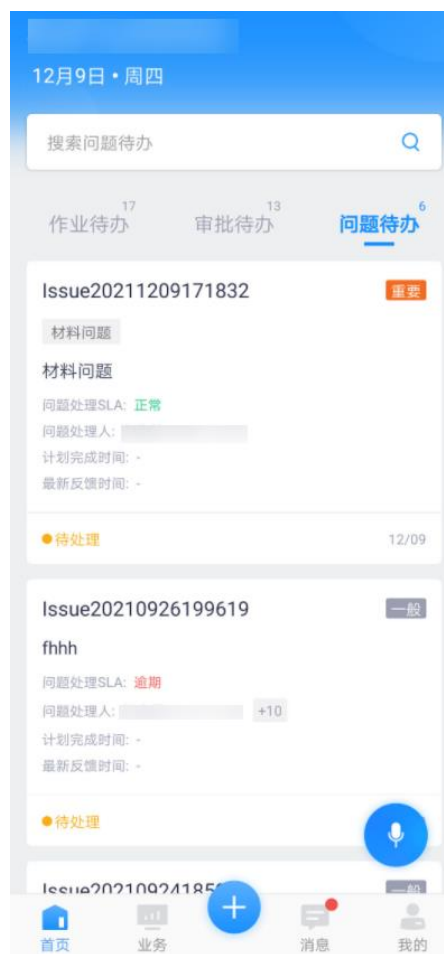 12月9日 • 周四
搜索问题待办
作业待办 17 审批待办 13 问题待办 6
Issue20211209171832 重要
材料问题
材料问题
问题处理SLA: 正常
问题处理人:
计划完成时间: -
最新反馈时间: -
待处理 12/09
Issue20210926199619 一般
fhhh
问题处理SLA: 逾期
问题处理人: +10
计划完成时间: -
最新反馈时间: -
待处理
首页 业务 消息 我的